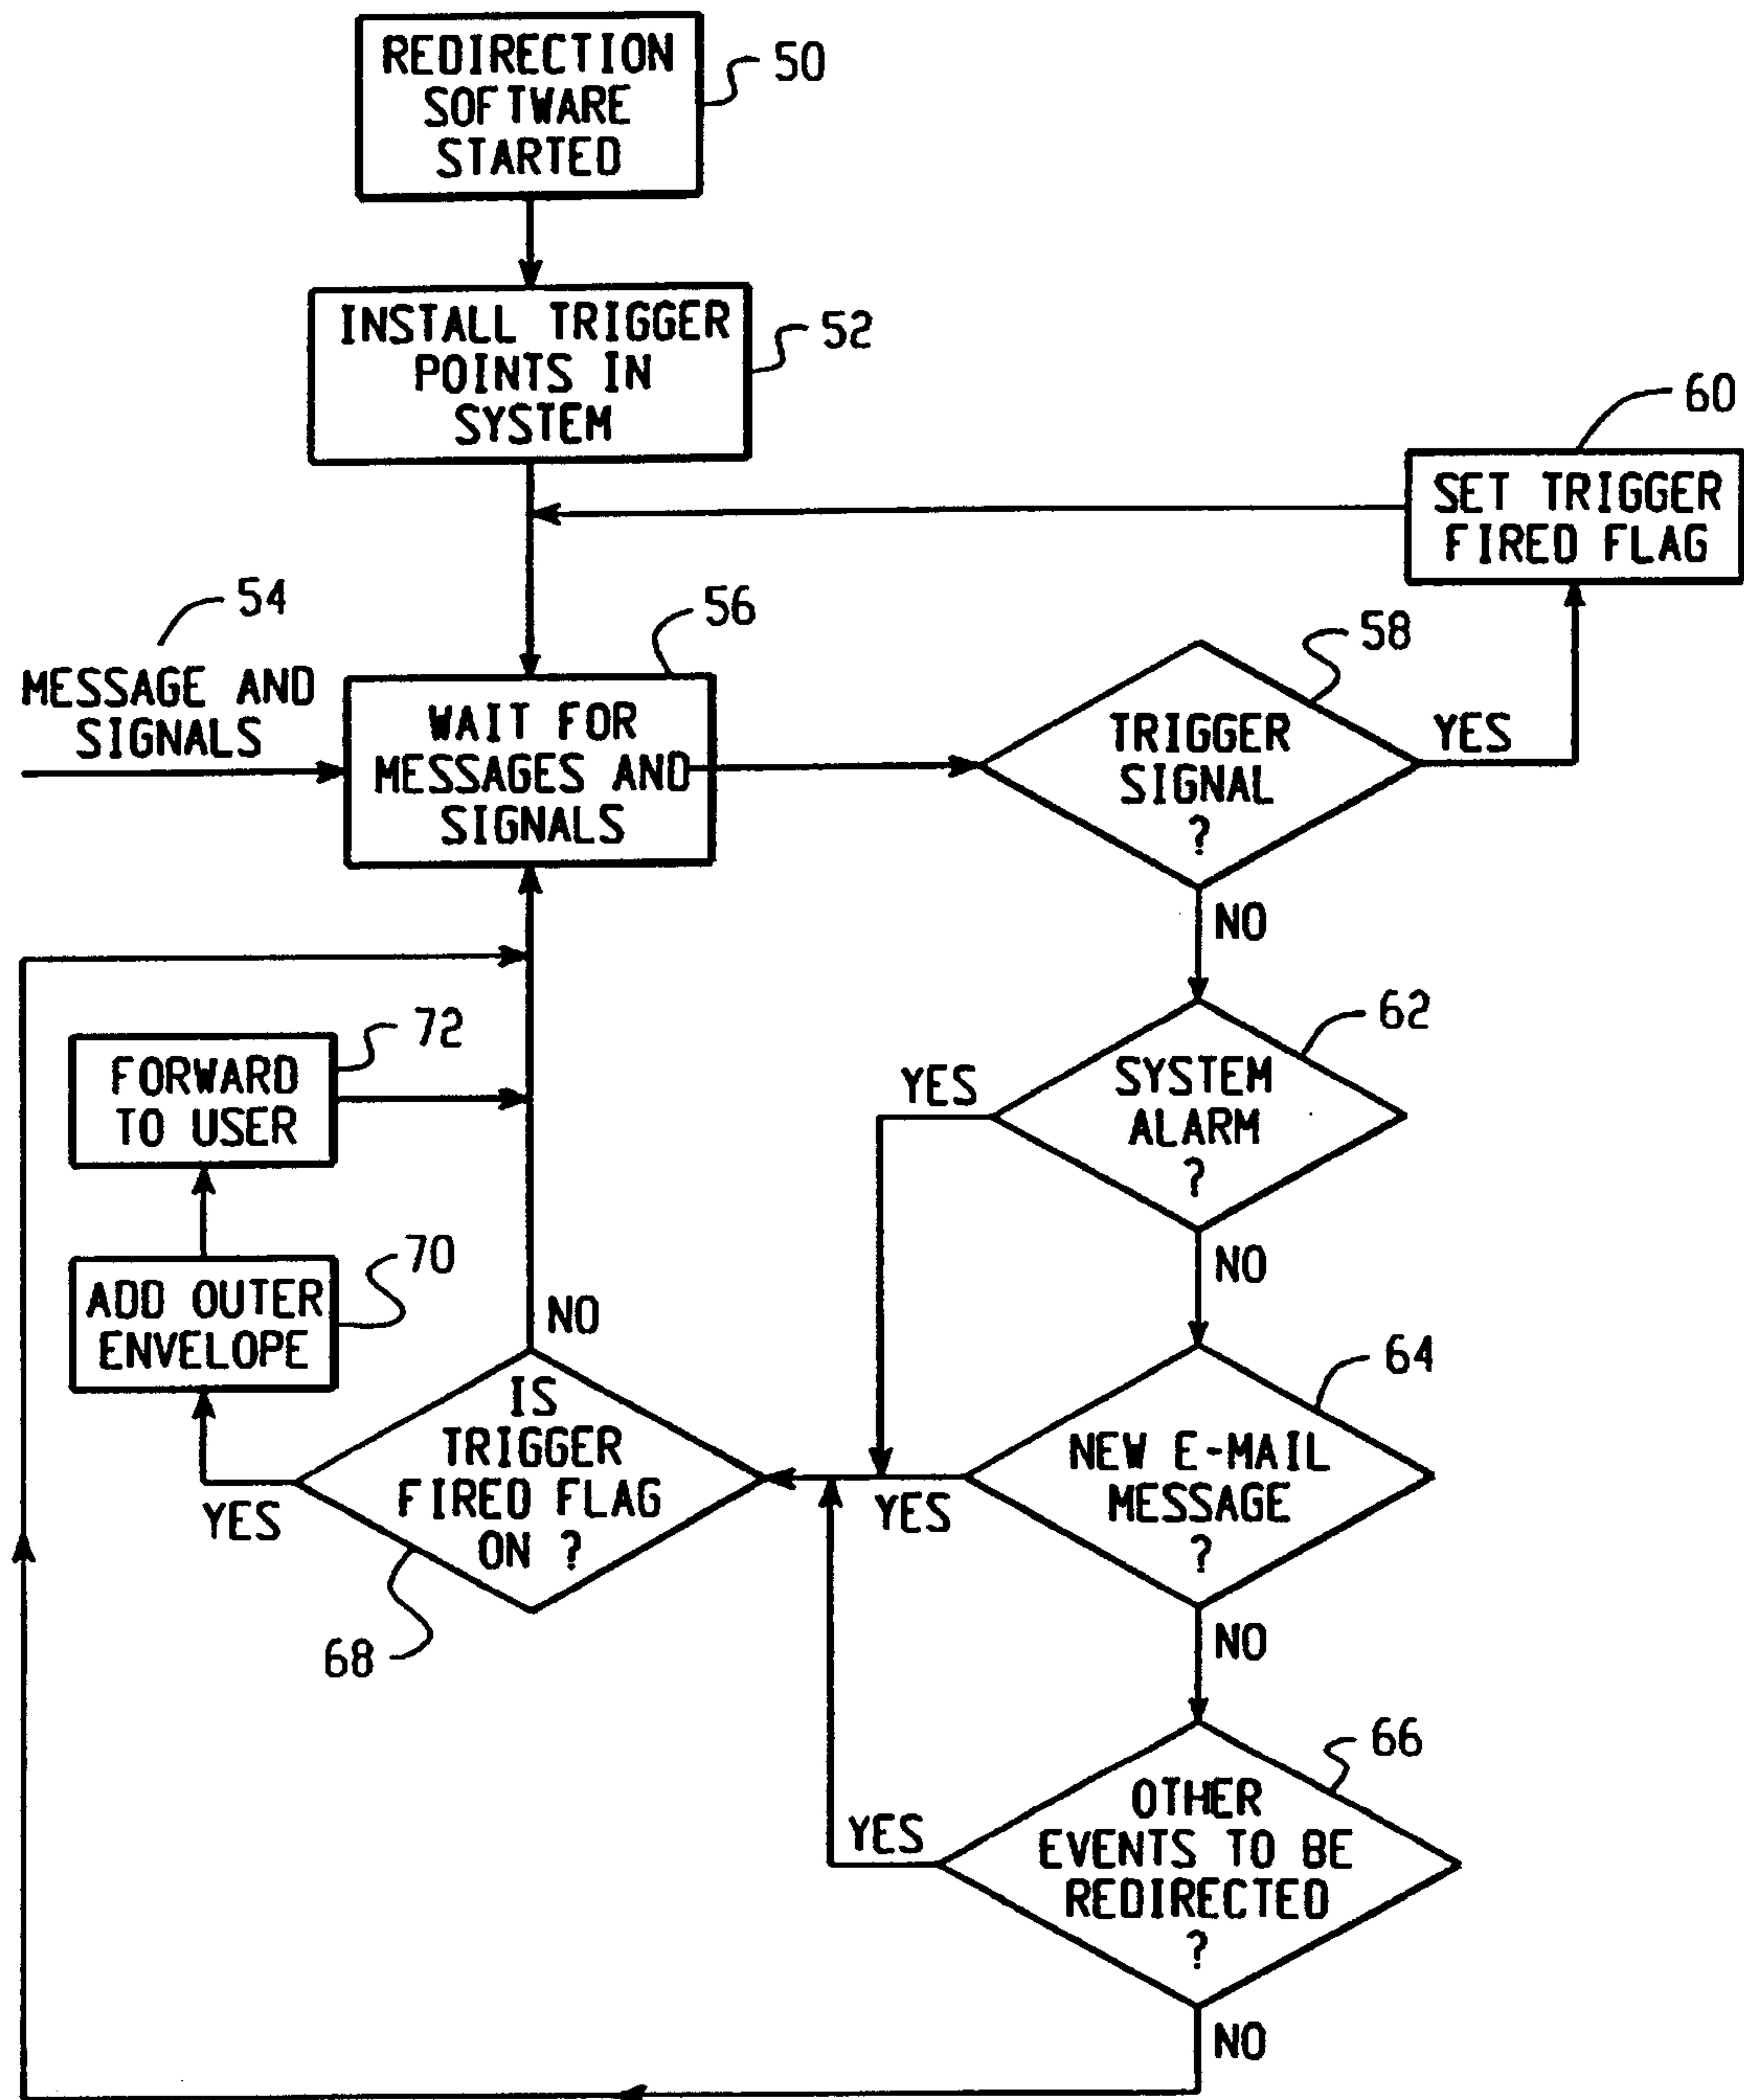 REDIRECTION
SOFTWARE
STARTED
50
INSTALL TRIGGER
POINTS IN
SYSTEM
52
60
SET TRIGGER
FIRED FLAG
54
MESSAGE AND
SIGNALS
56
WAIT FOR
MESSAGES AND
SIGNALS
58
TRIGGER
SIGNAL
?
YES
NO
62
SYSTEM
ALARM
?
YES
NO
72
FORWARD
TO USER
70
ADD OUTER
ENVELOPE
NO
64
NEW E-MAIL
MESSAGE
?
YES
NO
IS
TRIGGER
FIRED FLAG
ON ?
YES
68
66
OTHER
EVENTS TO BE
REDIRECTED
?
YES
NO